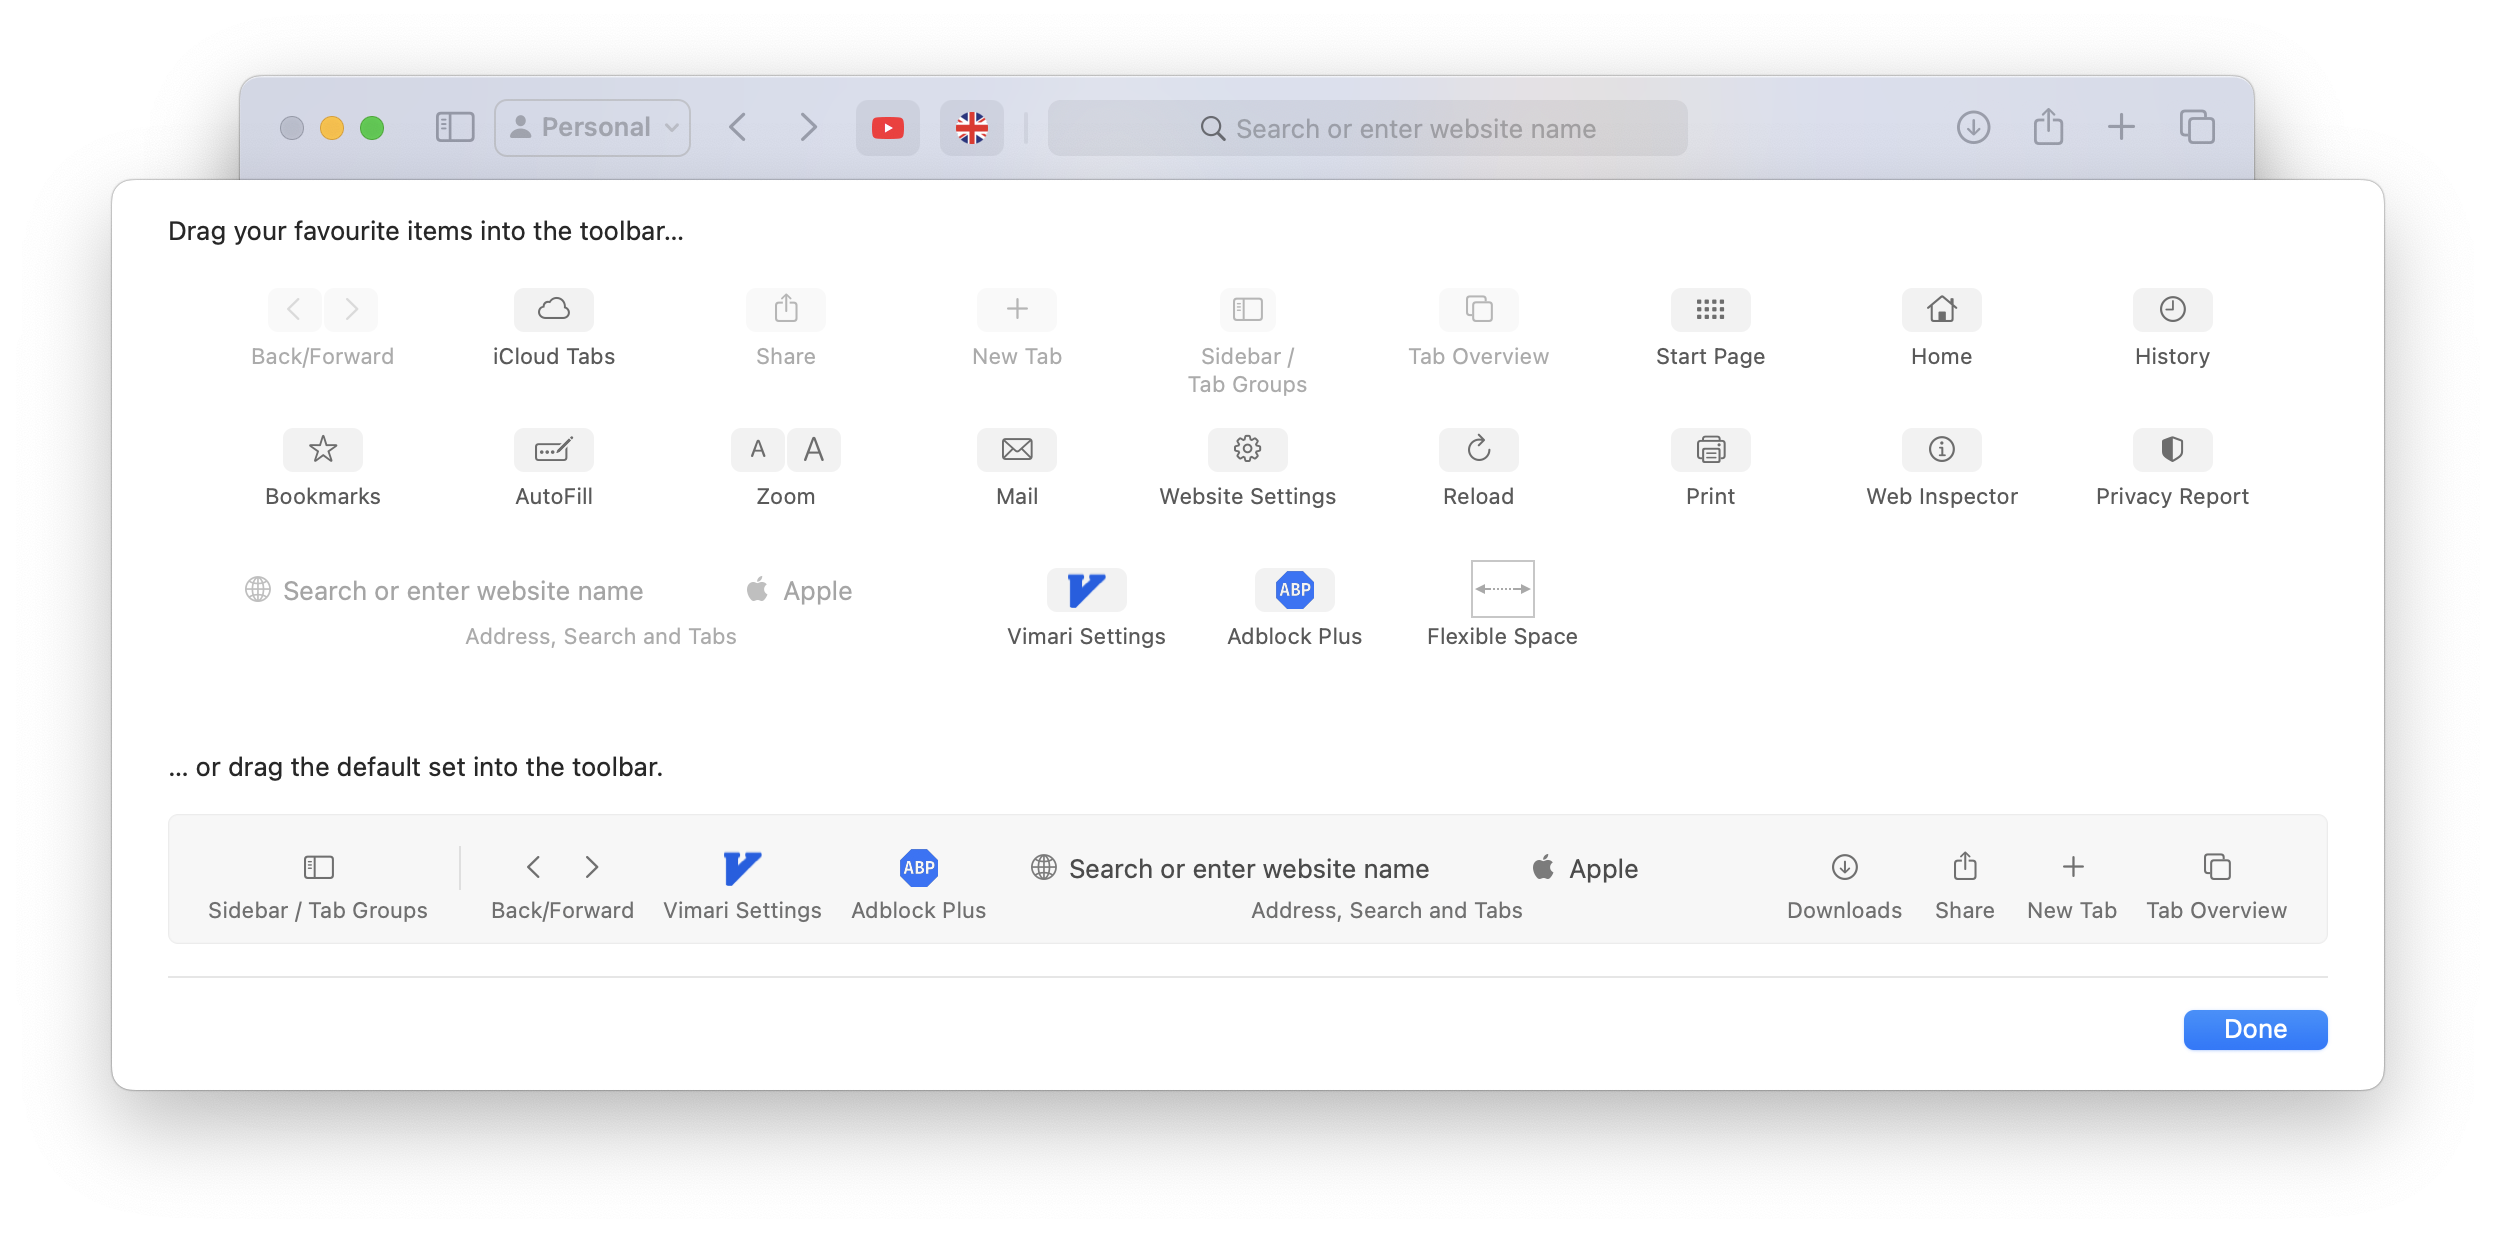 Personal
Search or enter website name
Drag your favourite items into the toolbar...
Back/Forward
iCloud Tabs
Share
New Tab
Sidebar /
Tab Groups
Tab Overview
Start Page
Home
History
A A
Bookmarks
AutoFill
Zoom
Mail
Website Settings
Reload
Print
Web Inspector
Privacy Report
Search or enter website name
Apple
ABP
Address, Search and Tabs
Vimari Settings
Adblock Plus
Flexible Space
... or drag the default set into the toolbar.
ABP
Search or enter website name
Apple
Sidebar / Tab Groups
Back/Forward
Vimari Settings
Adblock Plus
Address, Search and Tabs
Downloads
Share
New Tab
Tab Overview
Done